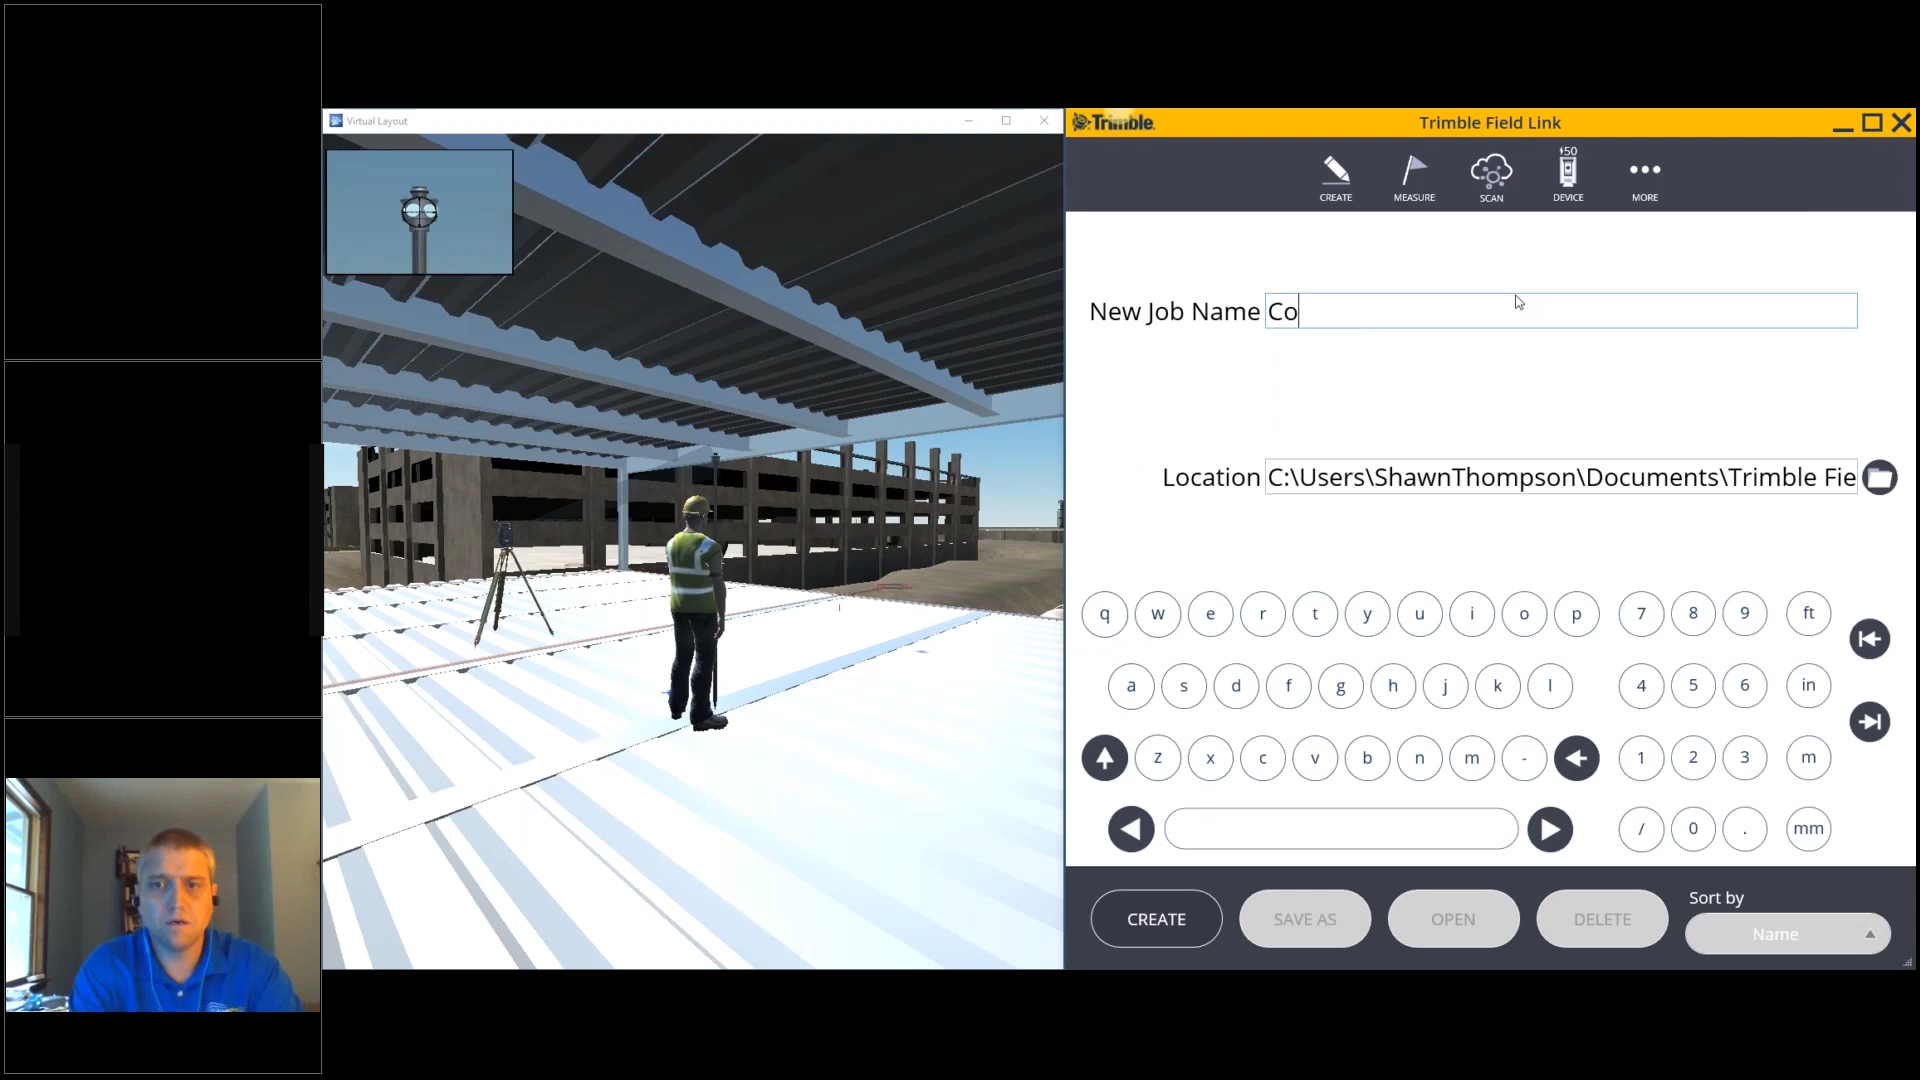 Virtual Layout
Trimble.
Trimble Field Link
50
CREATE
MEASURE
SCAN
DEVICE
MORE
New Job Name Co
Location C:\Users\ShawnThompson\Documents\Trimble Fie
q w e r t y u i o p 7 8 9 ft
a s d f g h j k l 4 5 6 in
z x c v b n m - 1 2 3 m
/ 0 . mm
CREATE
SAVE AS
OPEN
DELETE
Sort by
Name